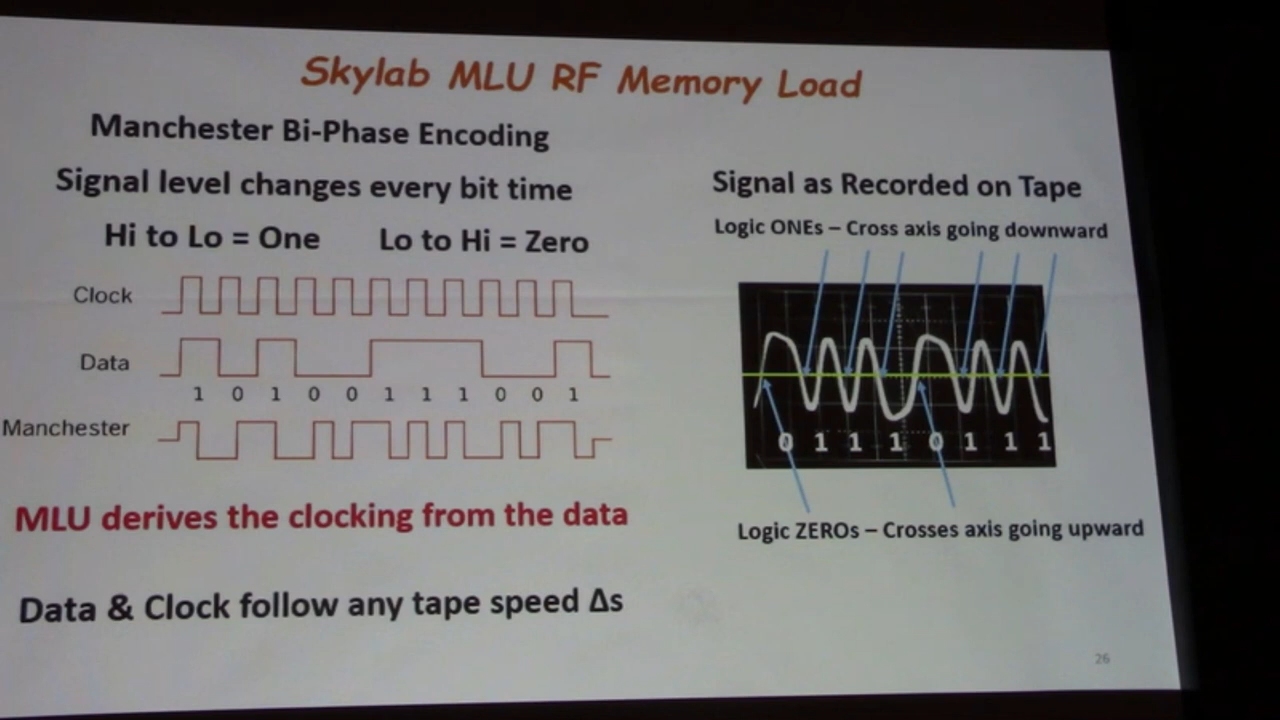 Skylab MLU RF Memory Load
Manchester Bi-Phase Encoding
Signal level changes every bit time
Hi to Lo = One Lo to Hi = Zero
Clock
Data
1 0 1 0 0 1 1 1 0 0 1
Manchester
MLU derives the clocking from the data
Data & Clock follow any tape speed Δs
Signal as Recorded on Tape
Logic ONEs – Cross axis going downward
0 1 1 1 0 1 1 1
Logic ZEROs – Crosses axis going upward
26